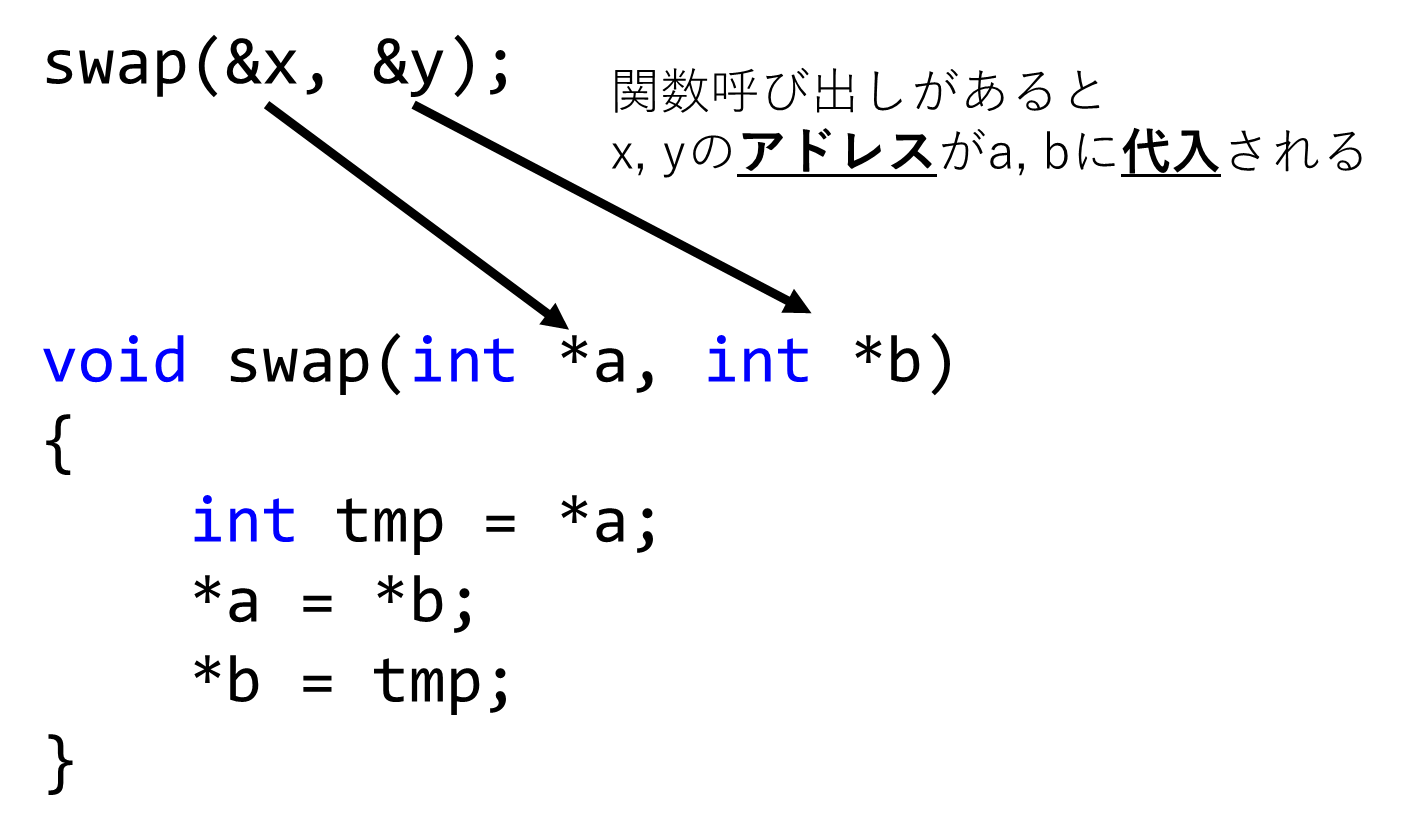 swap(&x, &y);
関数呼び出しがあると
x, yのアドレスがa, bに代入される
void swap(int *a, int *b)
{
    int tmp = *a;
    *a = *b;
    *b = tmp;
}